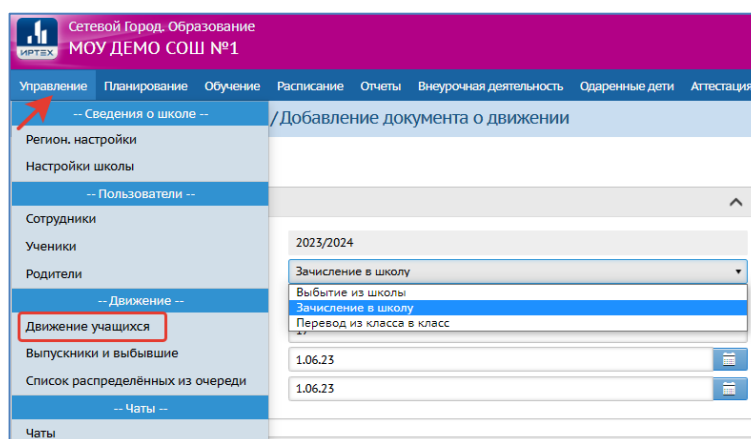 Сетевой Город. Образование
ИРТЕХ МОУ ДЕМО СОШ №1
Управление Планирование Обучение Расписание Отчеты Внеурочная деятельность Одаренные дети Аттестация
-- Сведения о школе --
/Добавление документа о движении
Регион. настройки
Настройки школы
-- Пользователи --
Сотрудники
Ученики
2023/2024
Родители
Зачисление в школу
Выбытие из школы
Зачисление в школу
Перевод из класса в класс
-- Движение --
Движение учащихся
Выпускники и выбывшие
1.06.23
Список распределённых из очереди
1.06.23
-- Чаты --
Чаты